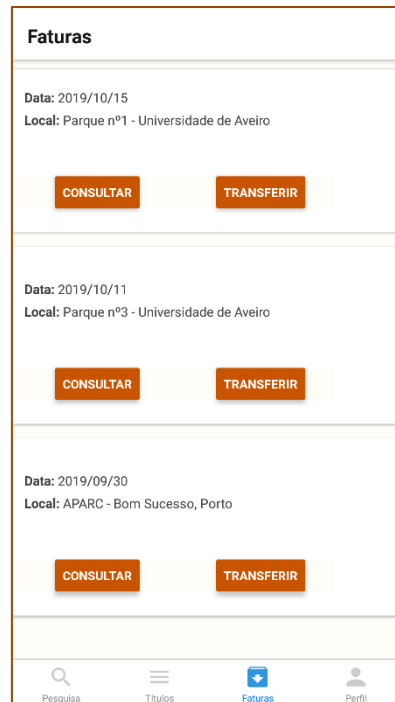 Faturas
Data: 2019/10/15
Local: Parque nº1 - Universidade de Aveiro
CONSULTAR TRANSFERIR
Data: 2019/10/11
Local: Parque nº3 - Universidade de Aveiro
CONSULTAR TRANSFERIR
Data: 2019/09/30
Local: APARC - Bom Sucesso, Porto
CONSULTAR TRANSFERIR
Pesquisa Títulos Faturas Perfil